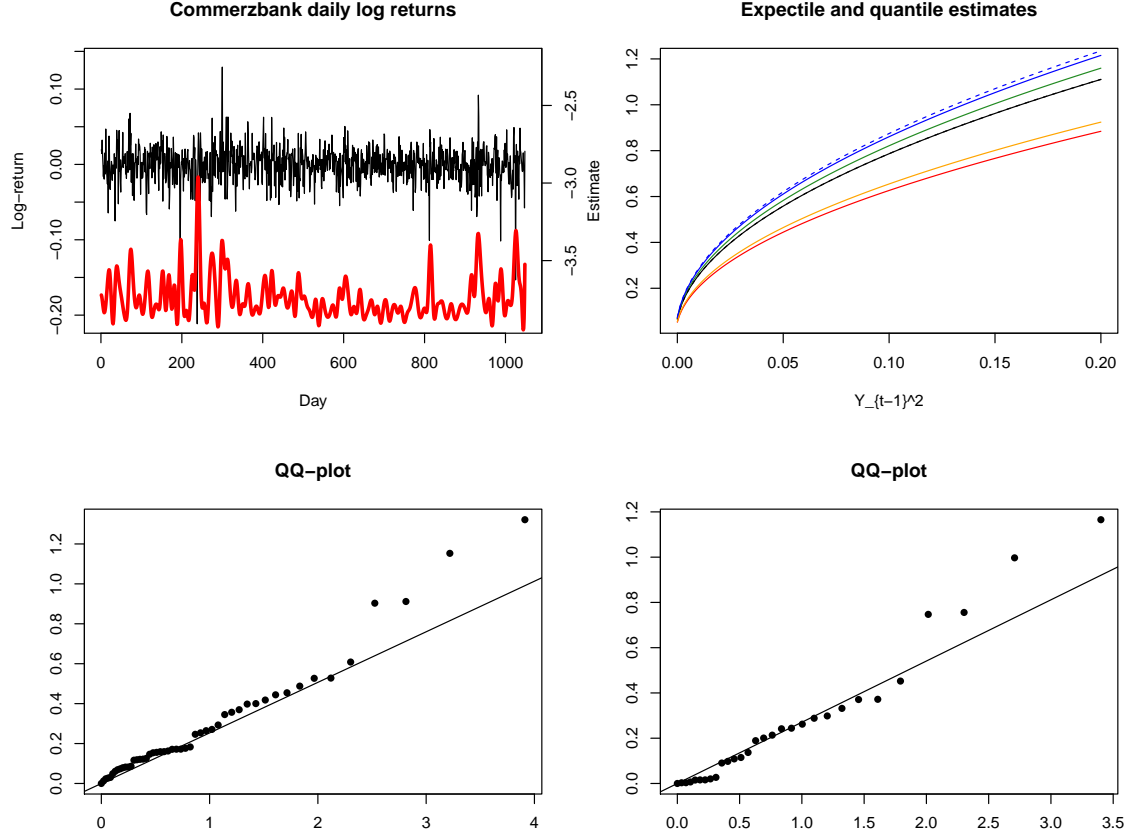 Commerzbank daily log returns
Log−return
0.10
0.00
−0.10
−0.20
−2.5
−3.0
−3.5
Estimate
0 200 400 600 800 1000
Day
Expectile and quantile estimates
1.2
1.0
0.8
0.6
0.4
0.2
0.00 0.05 0.10 0.15 0.20
Y_{t−1}^2
QQ−plot
1.2
1.0
0.8
0.6
0.4
0.2
0.0
0 1 2 3 4
QQ−plot
1.2
1.0
0.8
0.6
0.4
0.2
0.0
0.0 0.5 1.0 1.5 2.0 2.5 3.0 3.5